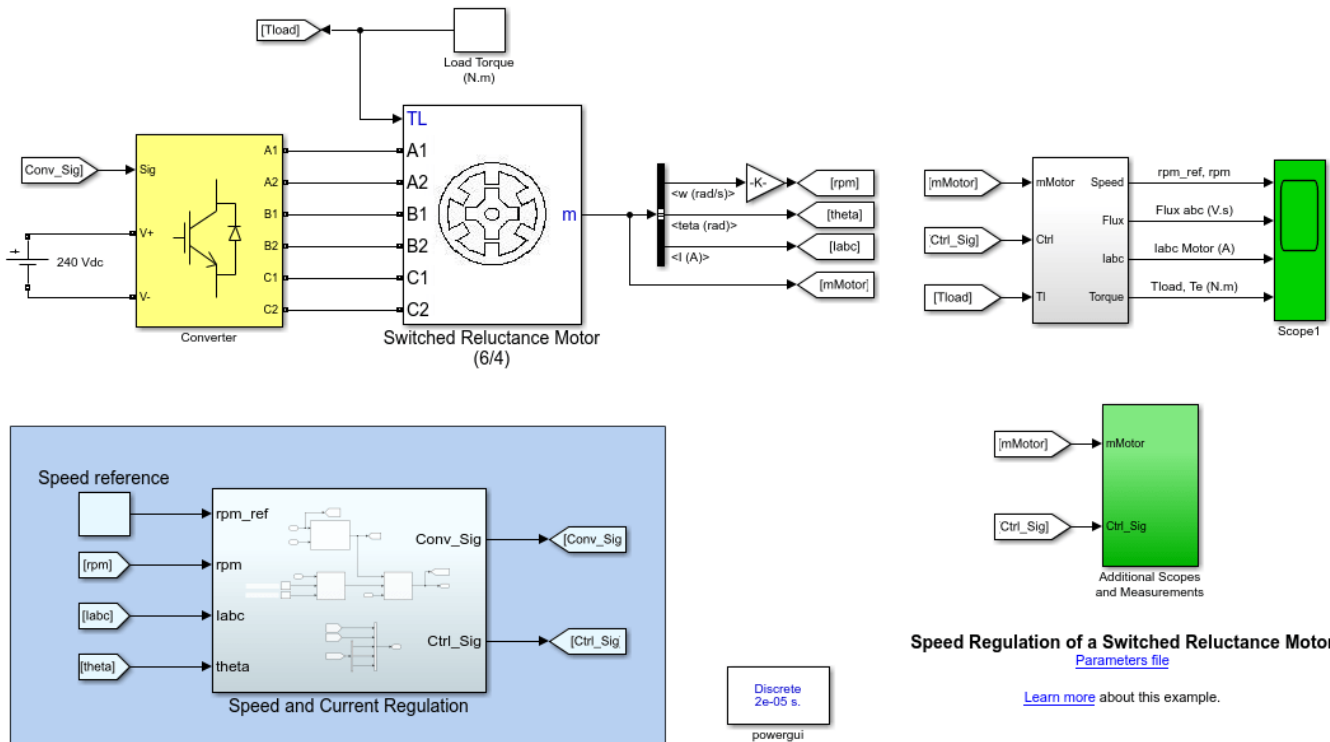 [Tload]
Load Torque
(N.m)
Conv_Sig]
Sig
V+
V-
A1
A2
B1
B2
C1
C2
240 Vdc
+
Converter
TL
A1
A2
B1
B2
C1
C2
m
Switched Reluctance Motor
(6/4)
<w (rad/s)>
<teta (rad)>
<I (A)>
-K-
[rpm]
[theta]
[Iabc]
[mMotor]
[mMotor]
Ctrl_Sig]
[Tload]
mMotor
Ctrl
Tl
Speed
Flux
Iabc
Torque
rpm_ref, rpm
Flux abc (V.s)
Iabc Motor (A)
Tload, Te (N.m)
Scope1
Speed reference
[rpm]
[Iabc]
[theta]
rpm_ref
rpm
Iabc
theta
Conv_Sig
Ctrl_Sig
[Conv_Sig
[Ctrl_Sig]
Speed and Current Regulation
[mMotor]
Ctrl_Sig]
mMotor
Ctrl_Sig
Additional Scopes
and Measurements
Discrete
2e-05 s.
powergui
Speed Regulation of a Switched Reluctance Motor
Parameters file
Learn more about this example.